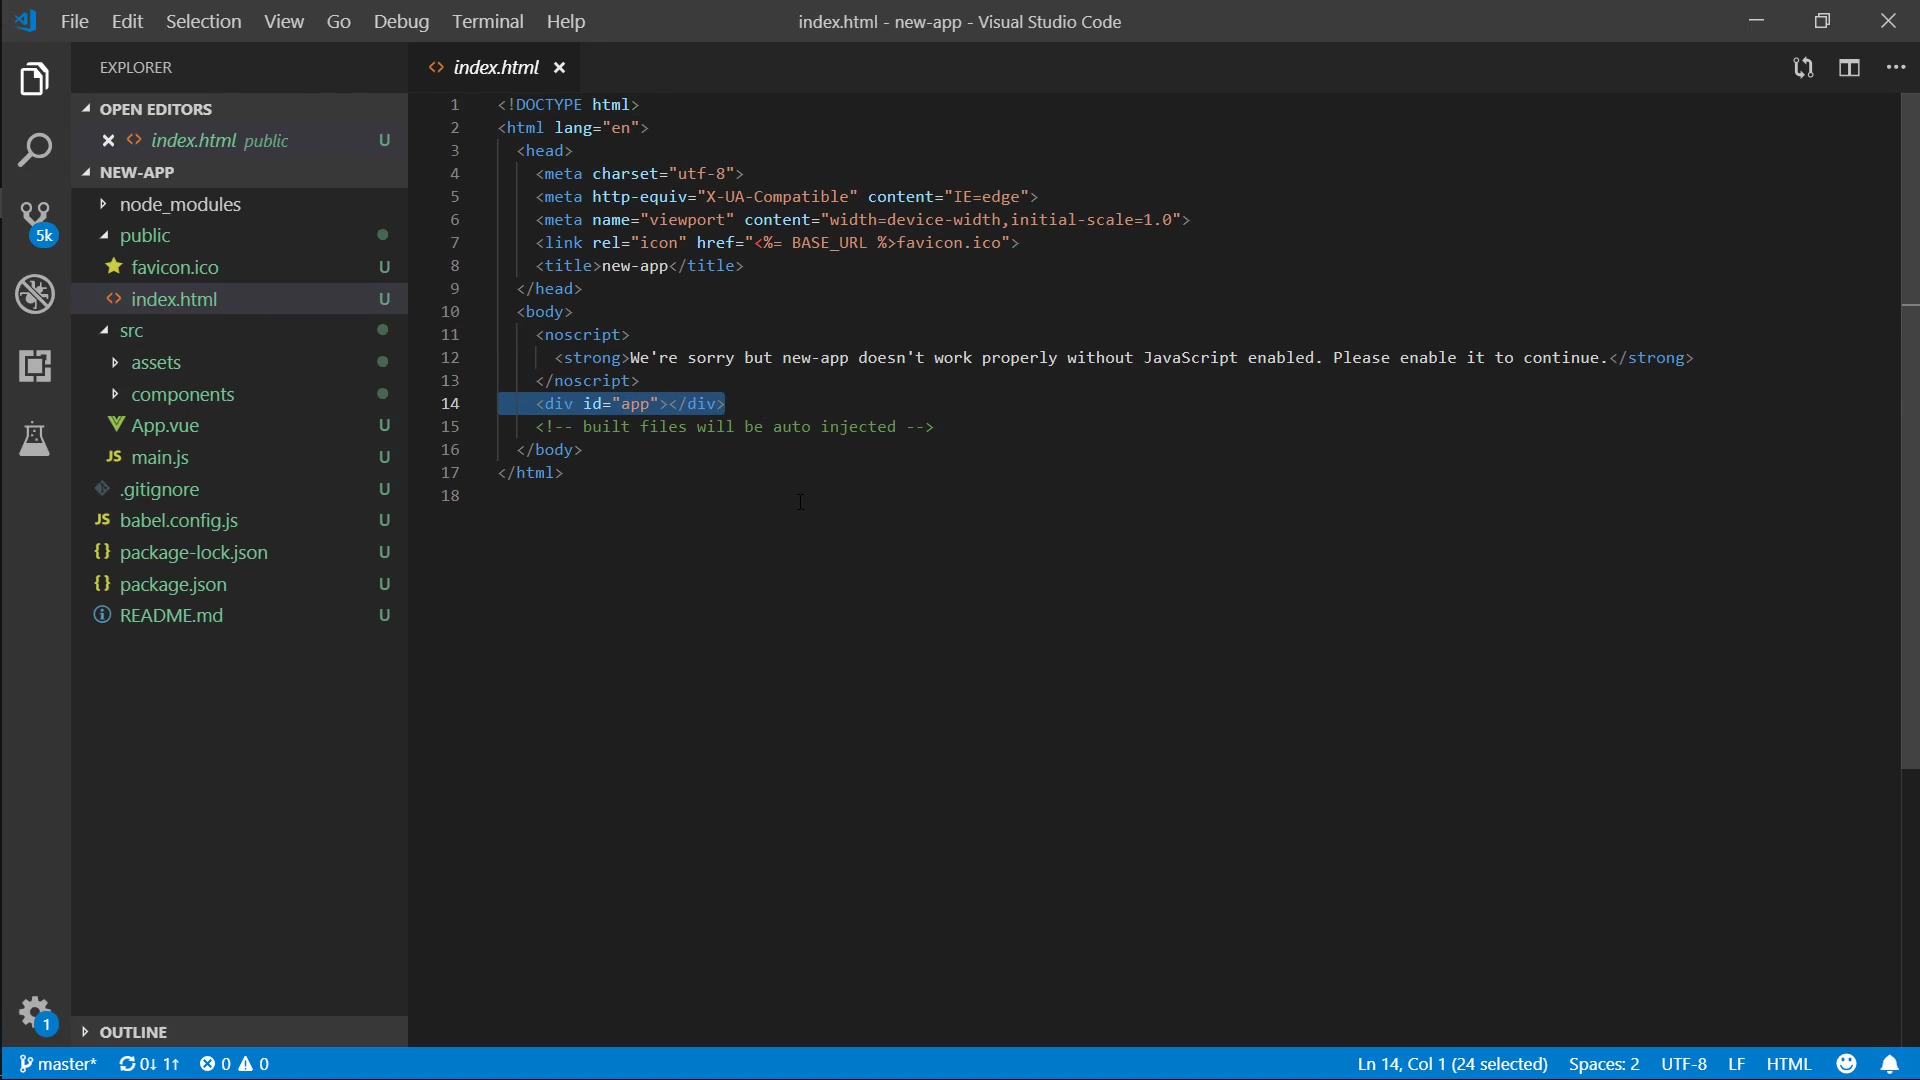 File Edit Selection View Go Debug Terminal Help
index.html - new-app - Visual Studio Code
EXPLORER
OPEN EDITORS
index.html public U
NEW-APP
node_modules
public
favicon.ico U
index.html U
src
assets
components
App.vue U
JS main.js U
.gitignore U
JS babel.config.js U
{} package-lock.json U
{} package.json U
README.md U
OUTLINE
5k
1
<> index.html
1 <!DOCTYPE html>
2 <html lang="en">
3 <head>
4 <meta charset="utf-8">
5 <meta http-equiv="X-UA-Compatible" content="IE=edge">
6 <meta name="viewport" content="width=device-width,initial-scale=1.0">
7 <link rel="icon" href="<%= BASE_URL %>favicon.ico">
8 <title>new-app</title>
9 </head>
10 <body>
11 <noscript>
12 <strong>We're sorry but new-app doesn't work properly without JavaScript enabled. Please enable it to continue.</strong>
13 </noscript>
14 <div id="app"></div>
15 <!-- built files will be auto injected -->
16 </body>
17 </html>
18
master* 0↓ 1↑ 0 0
Ln 14, Col 1 (24 selected) Spaces: 2 UTF-8 LF HTML